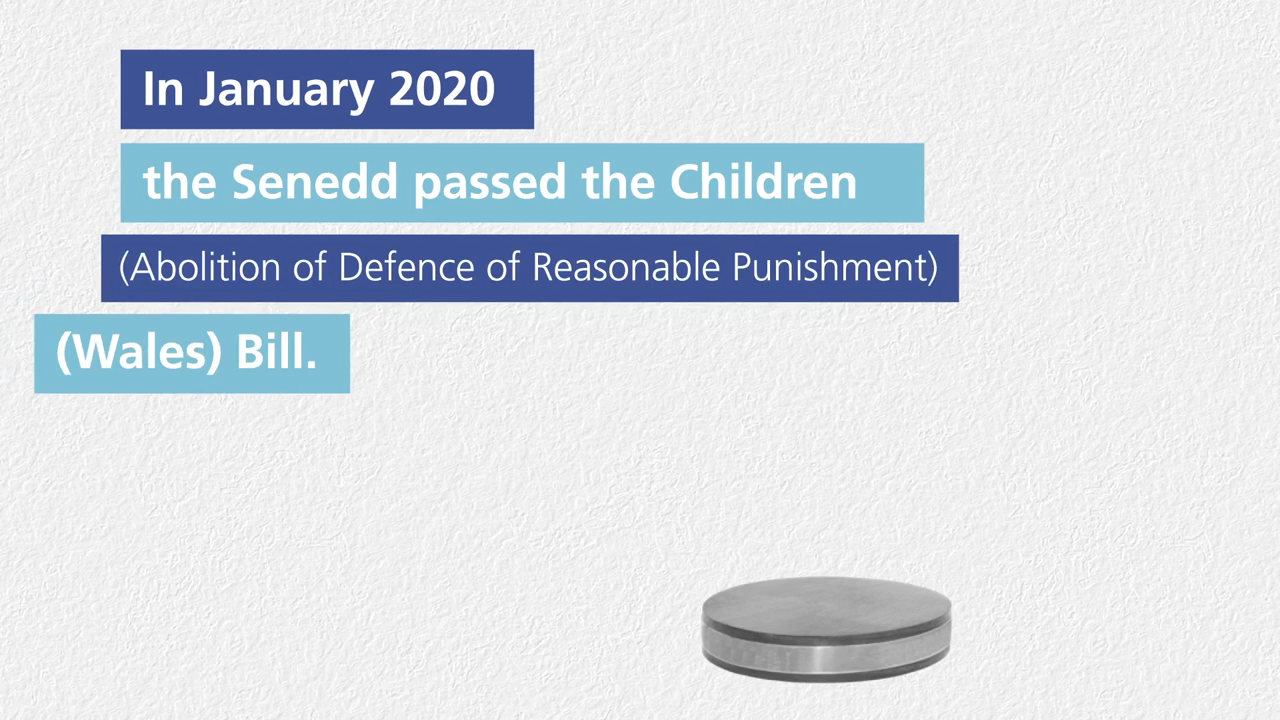 In January 2020
the Senedd passed the Children
(Abolition of Defence of Reasonable Punishment)
(Wales) Bill.